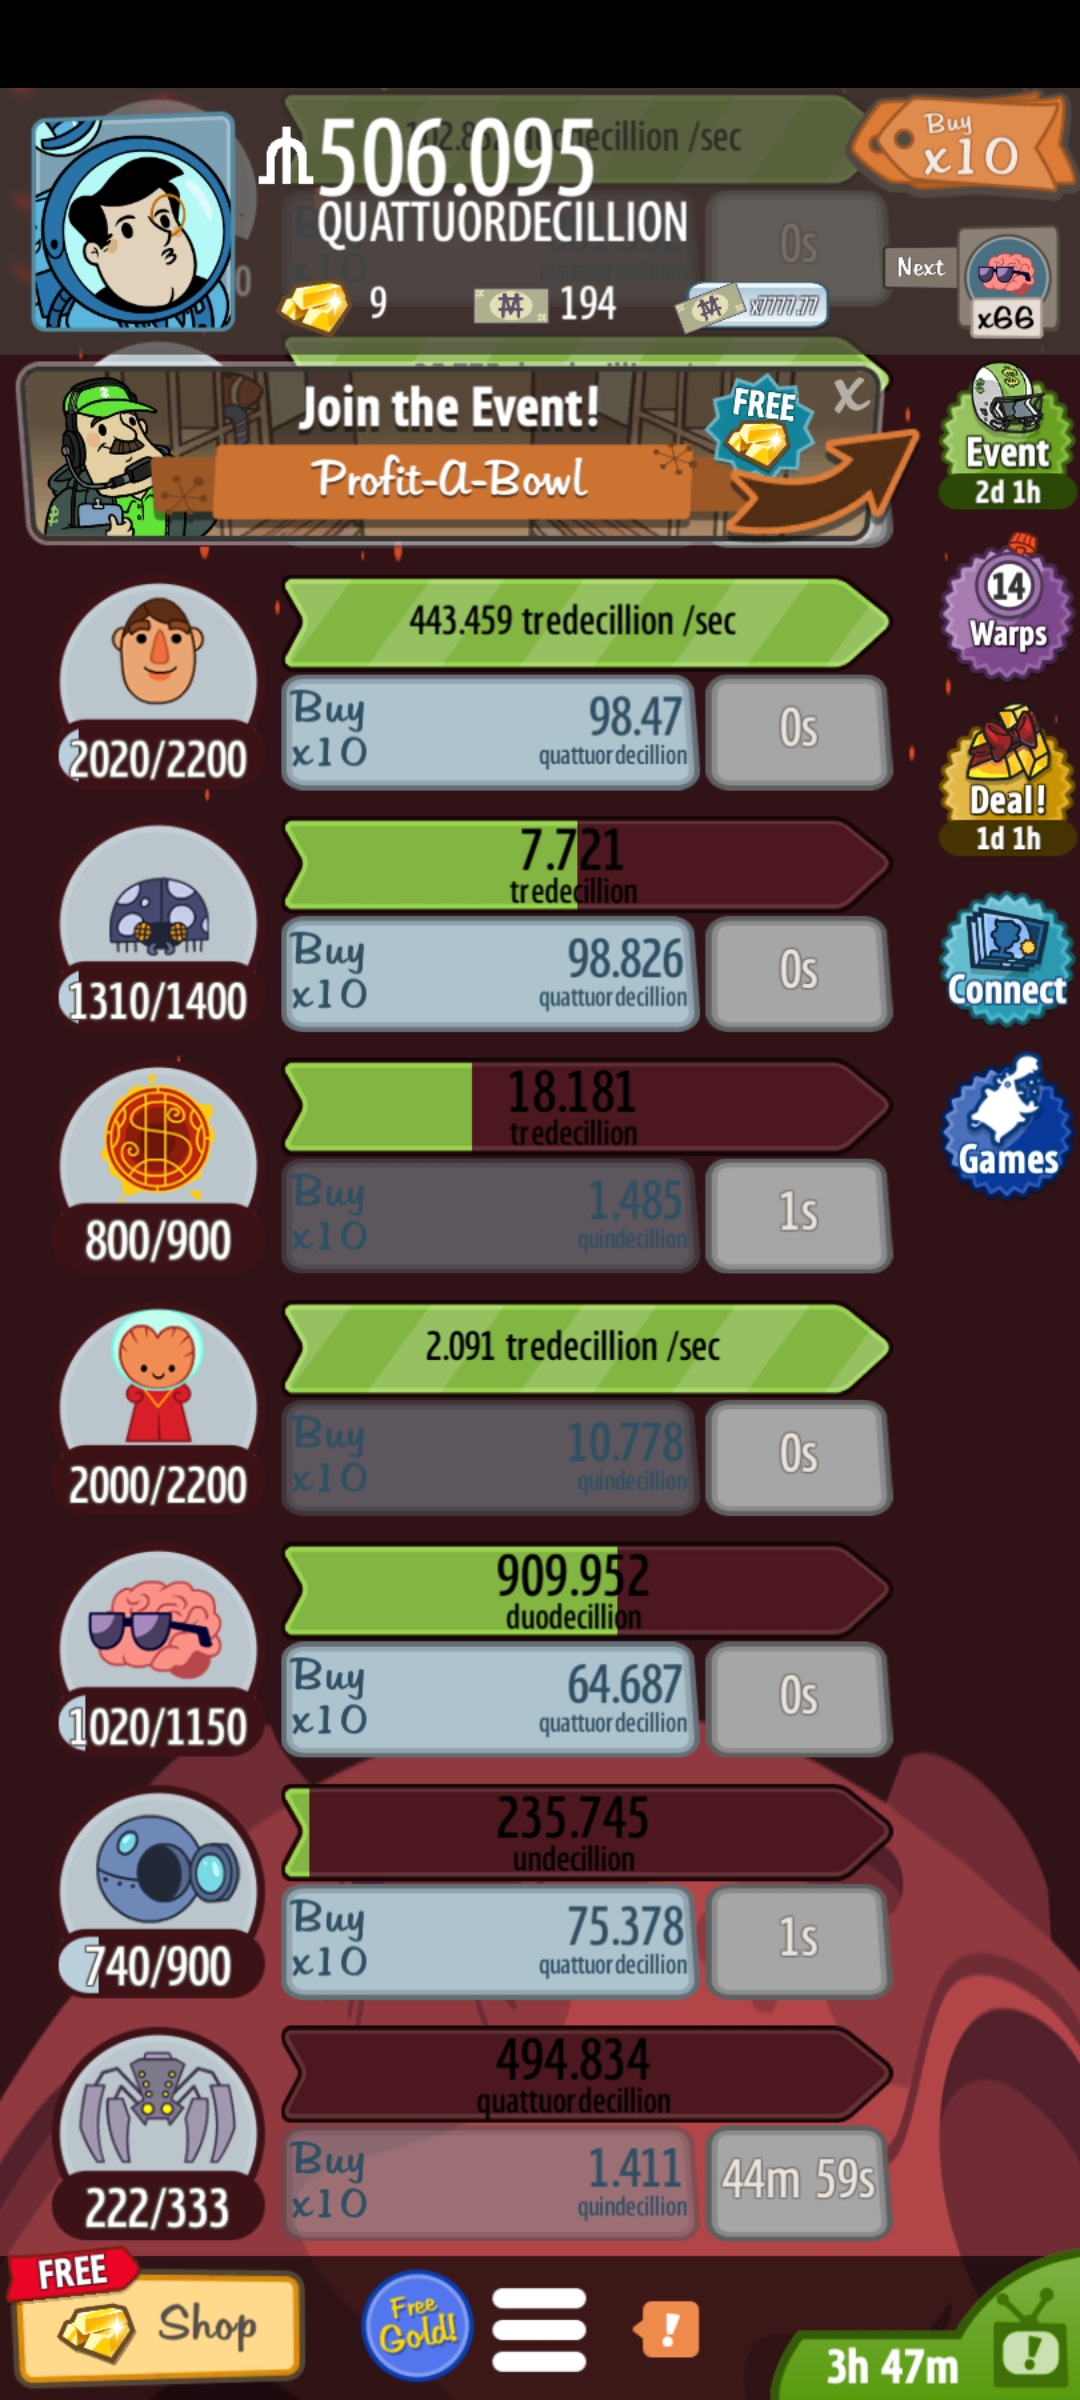 506.095
QUATTUORDECILLION
/sec
Buy
x10
0s
9
194
x7777.77
Next
x66
Join the Event!
FREE
X
Profit-A-Bowl
Event
2d 1h
443.459 tredecillion /sec
14
Warps
Buy
x10
98.47
quattuordecillion
0s
2020/2200
Deal!
1d 1h
7.721
tredecillion
Buy
x10
98.826
quattuordecillion
0s
1310/1400
Connect
18.181
tredecillion
Buy
x10
1.485
quindecillion
1s
800/900
Games
2.091 tredecillion /sec
Buy
x10
10.778
quindecillion
0s
2000/2200
909.952
duodecillion
Buy
x10
64.687
quattuordecillion
0s
1020/1150
235.745
undecillion
Buy
x10
75.378
quattuordecillion
1s
740/900
494.834
quattuordecillion
Buy
x10
1.411
quindecillion
44m 59s
222/333
FREE
Shop
Free
Gold!
!
3h 47m
!